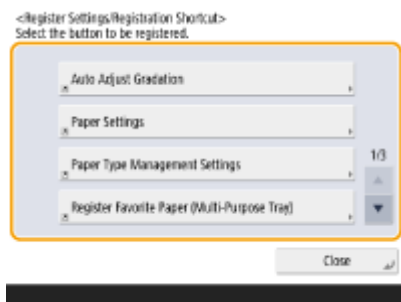 <Register Settings/Registration Shortcut>
Select the button to be registered.
Auto Adjust Gradation
Paper Settings
Paper Type Management Settings
1/3
Register Favorite Paper (Multi-Purpose Tray)
Close